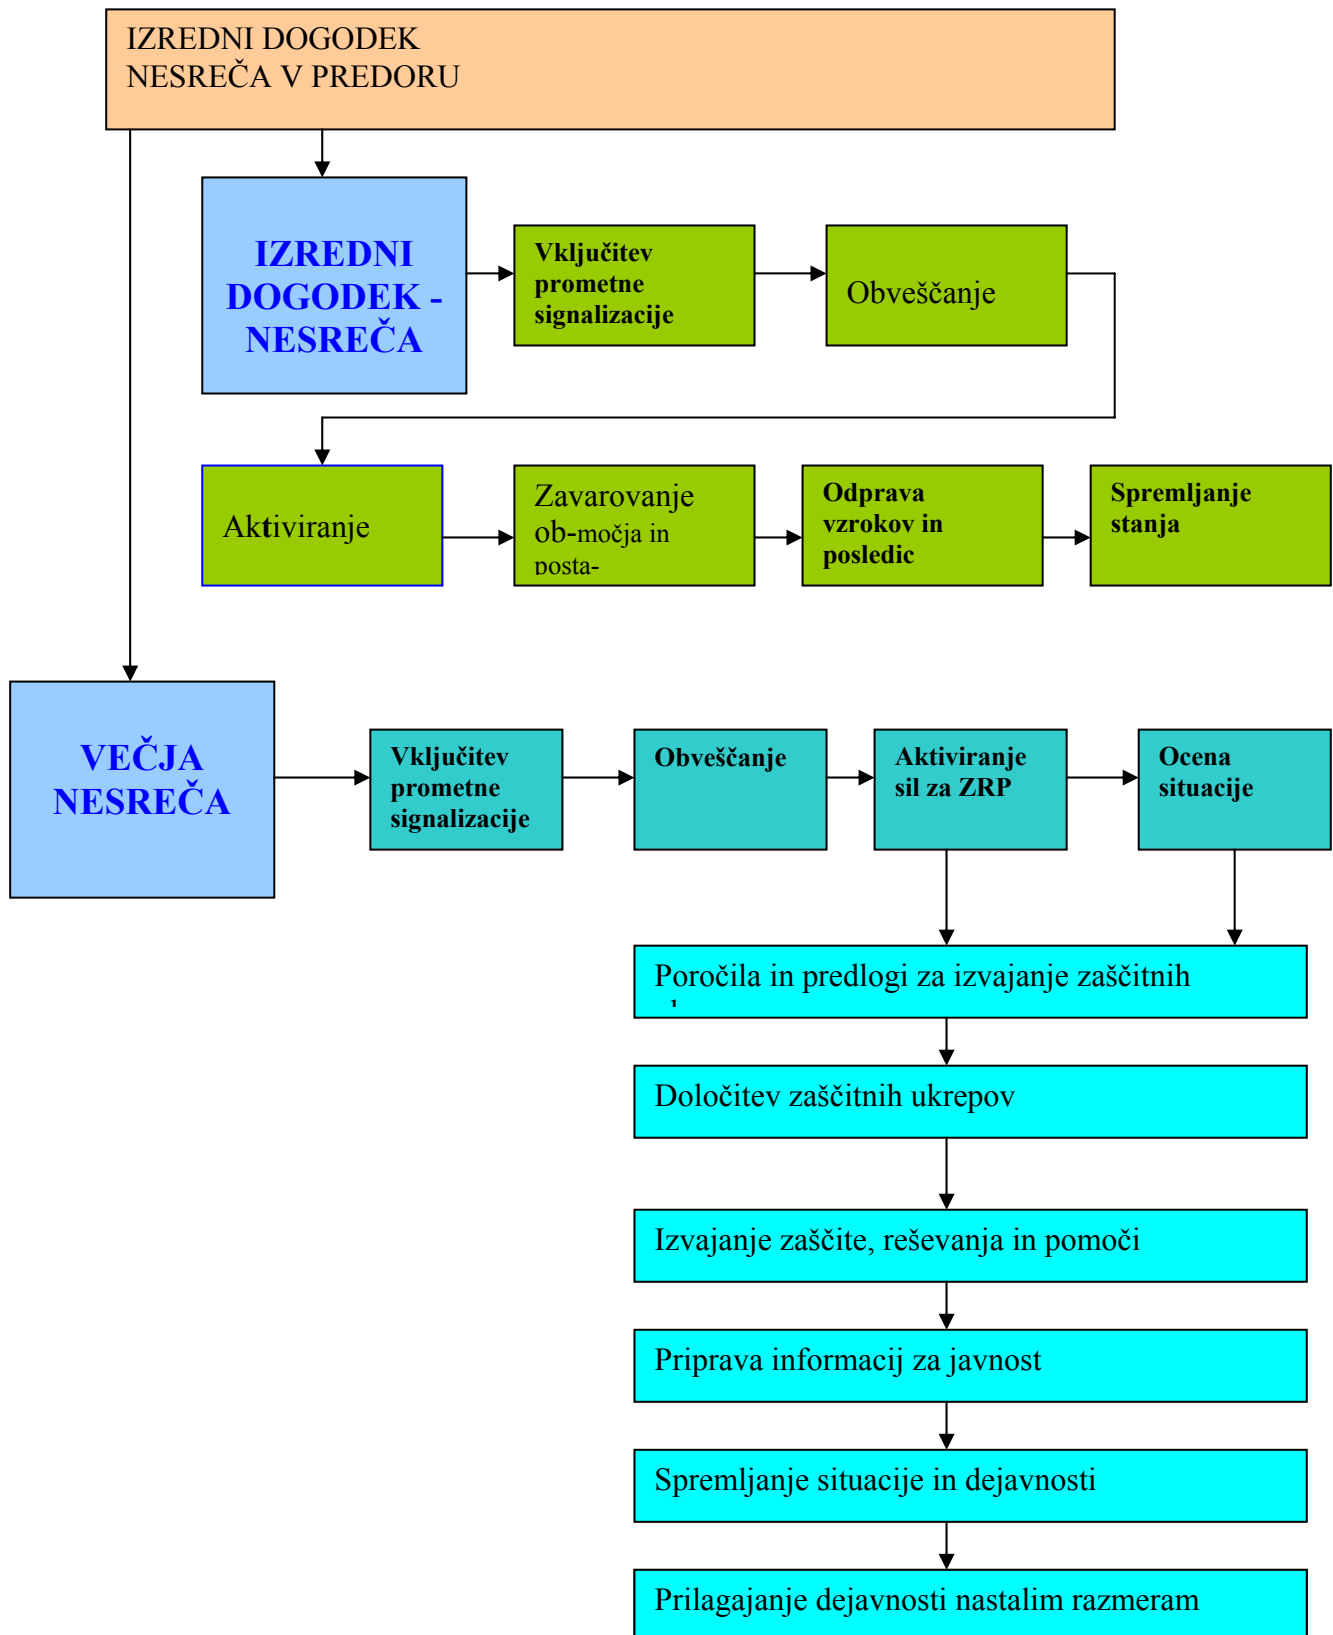 IZREDNI DOGODEK
NESREČA V PREDORU
IZREDNI
DOGODEK -
NESREČA
Vključitev
prometne
signalizacije
Obveščanje
Aktiviranje
Zavarovanje
ob-močja in
posta-
Odprava
vzrokov in
posledic
Spremljanje
stanja
VEČJA
NESREČA
Vključitev
prometne
signalizacije
Obveščanje
Aktiviranje
sil za ZRP
Ocena
situacije
Poročila in predlogi za izvajanje zaščitnih
Določitev zaščitnih ukrepov
Izvajanje zaščite, reševanja in pomoči
Priprava informacij za javnost
Spremljanje situacije in dejavnosti
Prilagajanje dejavnosti nastalim razmeram